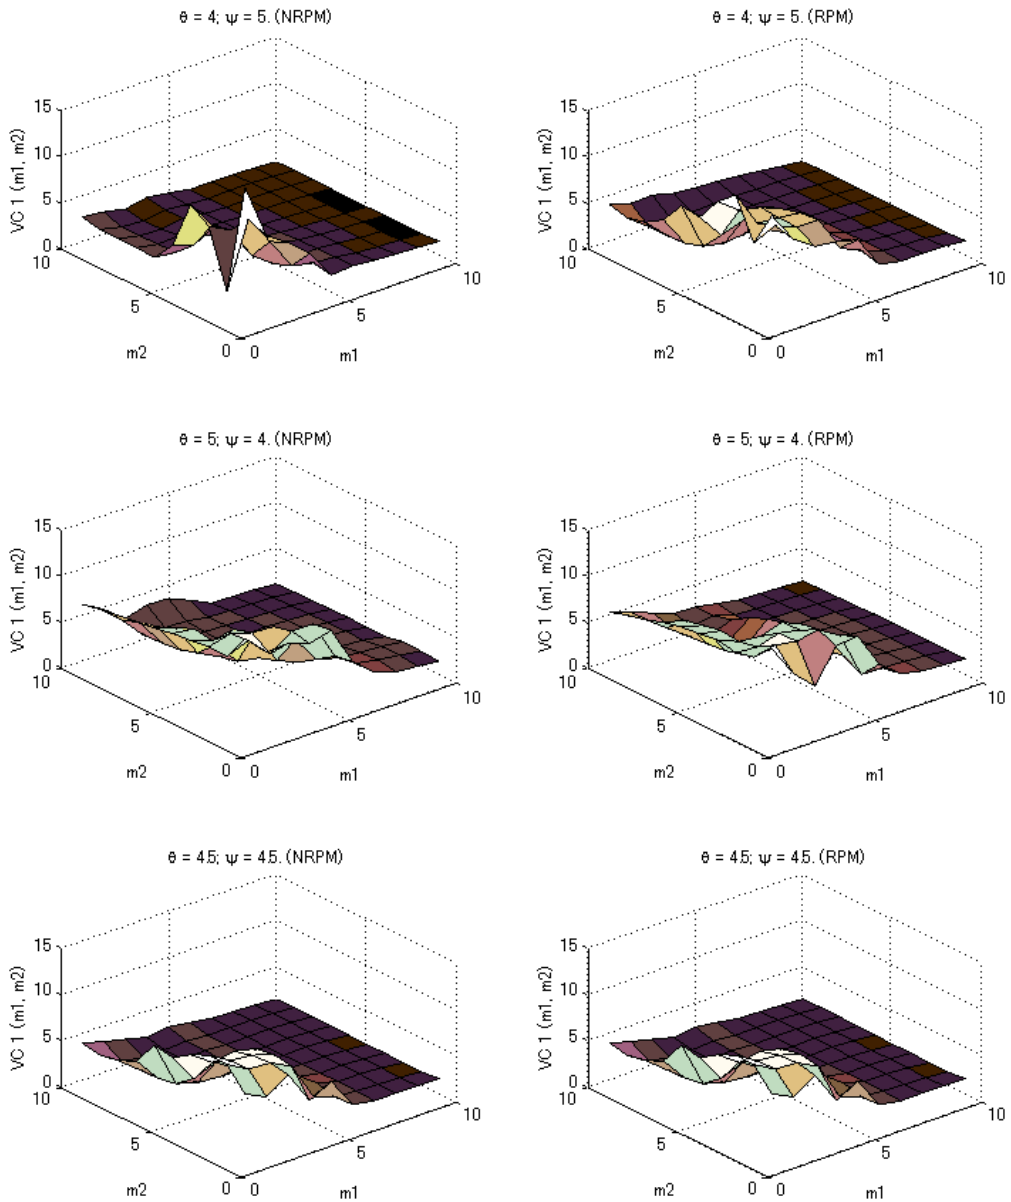 θ = 4; ψ = 5. (NRPM)
VC 1 (m1, m2)
15
10
5
0
10
5
0
m2
0
5
10
m1
θ = 4; ψ = 5. (RPM)
VC 1 (m1, m2)
15
10
5
0
10
5
0
m2
0
5
10
m1
θ = 5; ψ = 4. (NRPM)
VC 1 (m1, m2)
15
10
5
0
10
5
0
m2
0
5
10
m1
θ = 5; ψ = 4. (RPM)
VC 1 (m1, m2)
15
10
5
0
10
5
0
m2
0
5
10
m1
θ = 4.5; ψ = 4.5. (NRPM)
VC 1 (m1, m2)
15
10
5
0
10
5
0
m2
0
5
10
m1
θ = 4.5; ψ = 4.5. (RPM)
VC 1 (m1, m2)
15
10
5
0
10
5
0
m2
0
5
10
m1